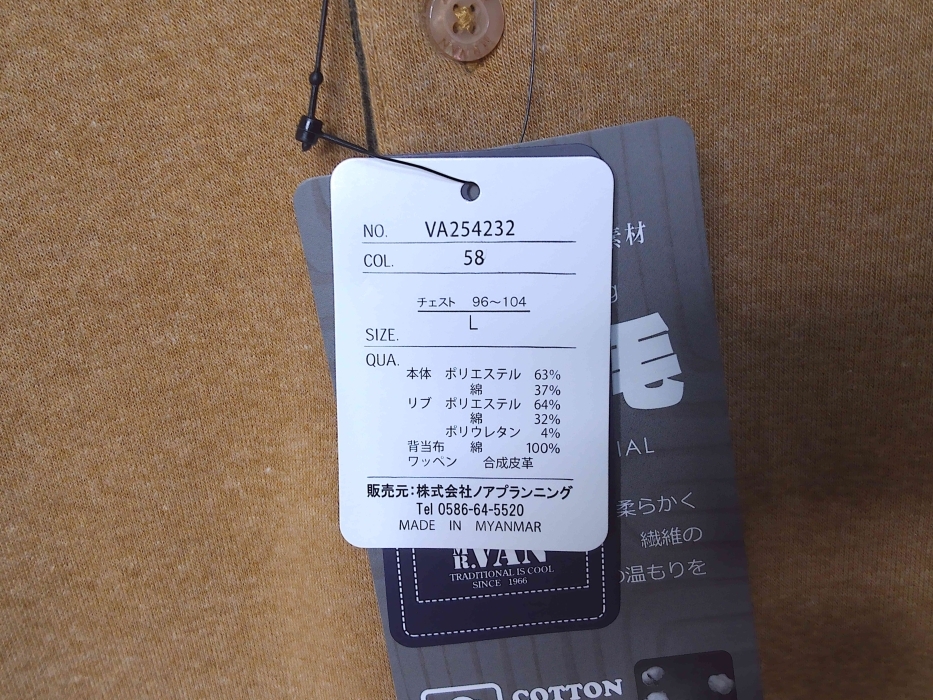 NO. VA254232
COL. 58
チェスト 96～104
L
SIZE.
QUA.
本体 ポリエステル 63%
綿 37%
リブ ポリエステル 64%
綿 32%
ポリウレタン 4%
背当布 綿 100%
ワッペン 合成皮革
販売元：株式会社ノアプランニング
Tel 0586-64-5520
MADE IN MYANMAR
MR.VAN
TRADITIONAL IS COOL
SINCE 1966
素材
g
毛
IAL
柔らかく
繊維の
の温もりを
COTTON